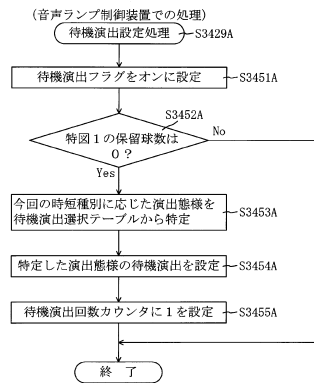 (音声ランプ制御装置での処理)
待機演出設定処理
S3429A
待機演出フラグをオンに設定
S3451A
S3452A
特図1の保留球数は
0?
No
Yes
今回の時短種別に応じた演出態様を
待機演出選択テーブルから特定
S3453A
特定した演出態様の待機演出を設定
S3454A
待機演出回数カウンタに1を設定
S3455A
終 了